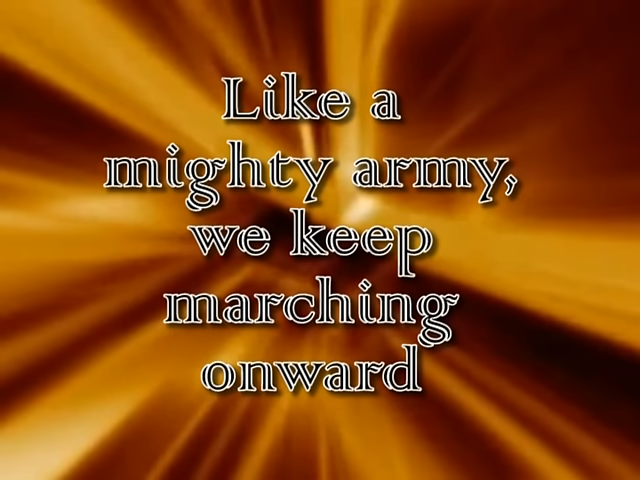 Like a
mighty army,
we keep
marching
onward